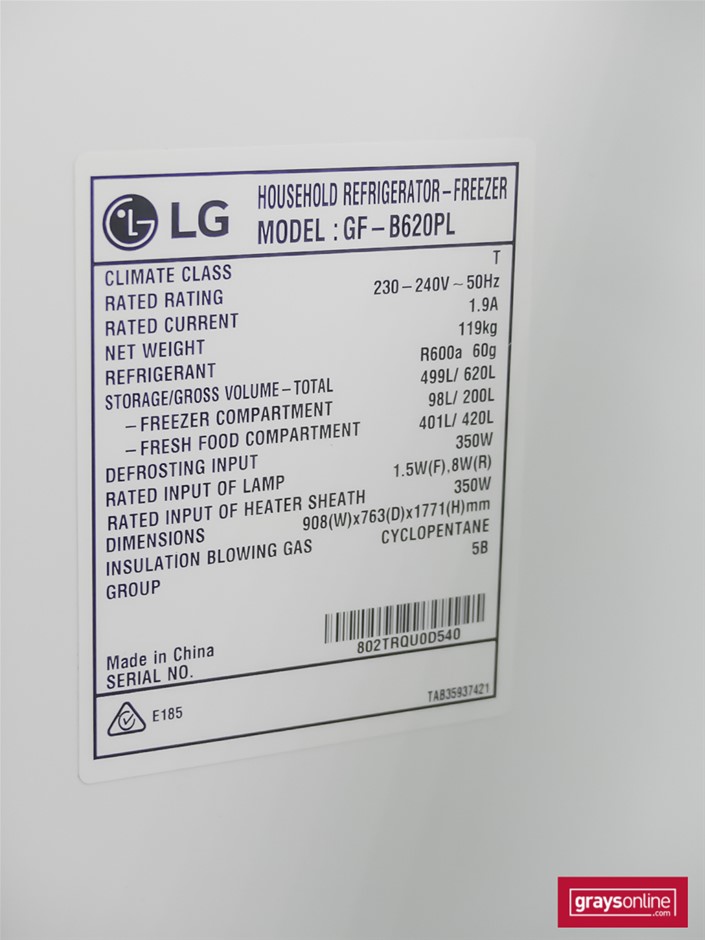 LG
HOUSEHOLD REFRIGERATOR-FREEZER
MODEL : GF-B620PL
CLIMATE CLASS T
RATED RATING 230-240V~50Hz
RATED CURRENT 1.9A
NET WEIGHT 119kg
REFRIGERANT R600a 60g
STORAGE/GROSS VOLUME-TOTAL 499L/ 620L
-FREEZER COMPARTMENT 98L/ 200L
-FRESH FOOD COMPARTMENT 401L/ 420L
DEFROSTING INPUT 350W
RATED INPUT OF LAMP 1.5W(F),8W(R)
RATED INPUT OF HEATER SHEATH 350W
DIMENSIONS 908(W)x763(D)x1771(H)mm
INSULATION BLOWING GAS CYCLOPENTANE
GROUP 5B
802TRQU0D540
Made in China
SERIAL NO.
E185
TAB35937421
graysonline
.com